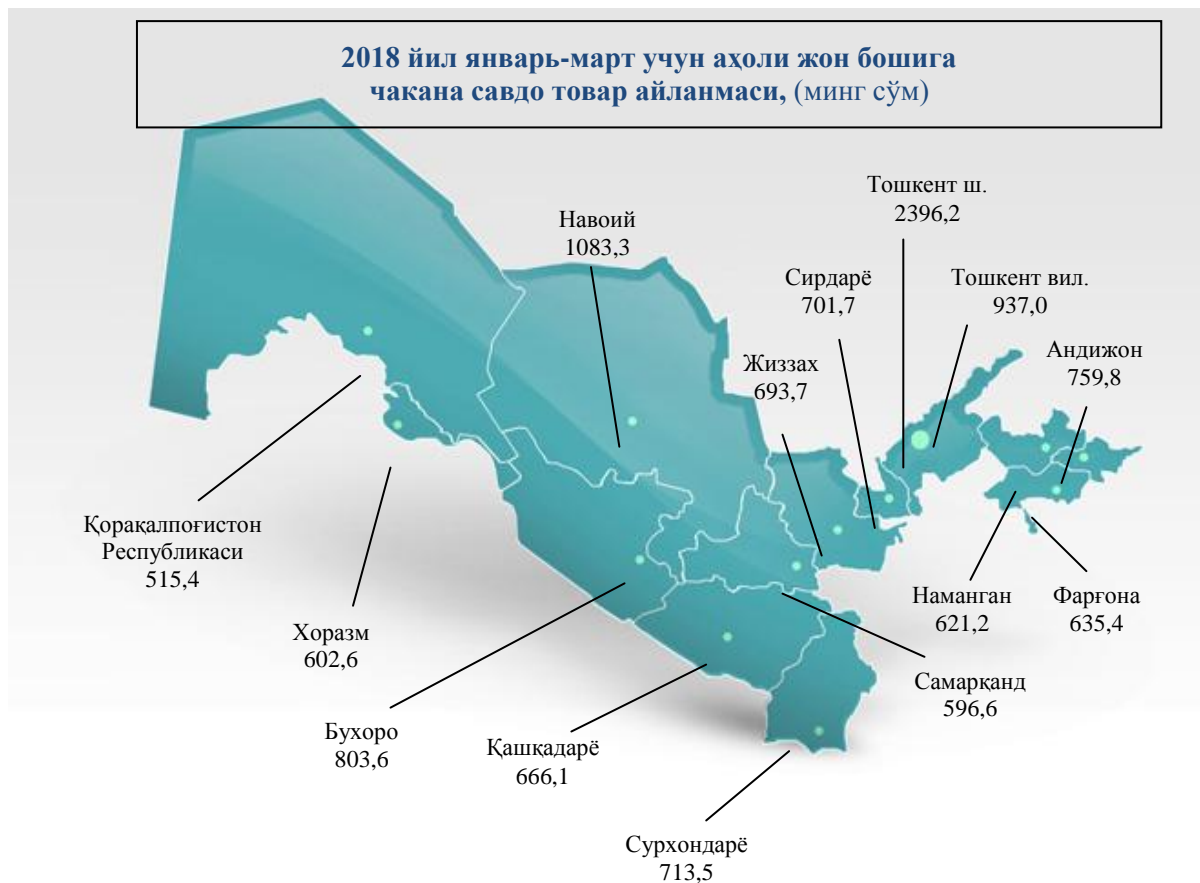 2018 йил январь-март учун аҳоли жон бошига
чакана савдо товар айланмаси, (минг сўм)
Тошкент ш.
2396,2
Навоий
1083,3
Сирдарё
701,7
Тошкент вил.
937,0
Андижон
759,8
Жиззах
693,7
Қорақалпоғистон
Республикаси
515,4
Хоразм
602,6
Наманган
621,2
Фарғона
635,4
Самарқанд
596,6
Бухоро
803,6
Қашқадарё
666,1
Сурхондарё
713,5